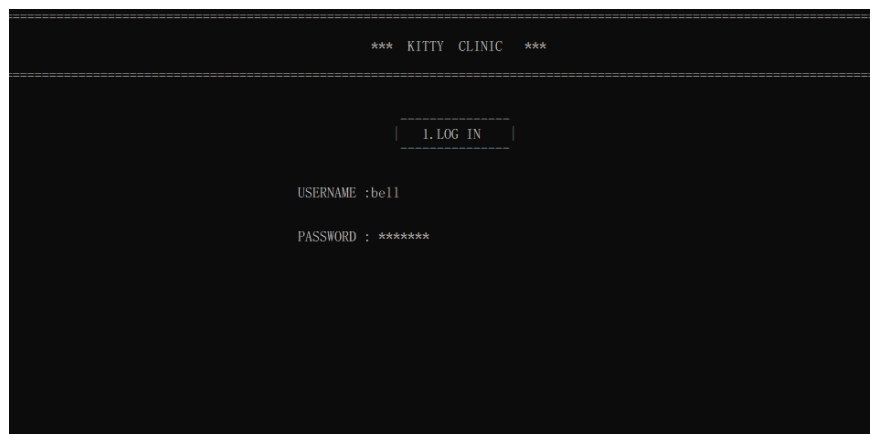 *** KITTY CLINIC ***
1.LOG IN
USERNAME :bell
PASSWORD : *******